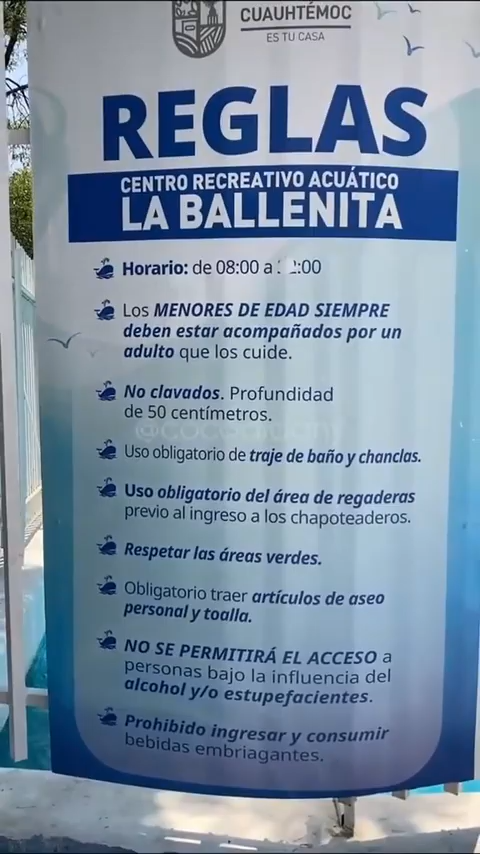 CUAUHTÉMOC
ES TU CASA
REGLAS
CENTRO RECREATIVO ACUÁTICO
LA BALLENITA
Horario: de 08:00 a :00
Los MENORES DE EDAD SIEMPRE
deben estar acompañados por un
adulto que los cuide.
No clavados. Profundidad
de 50 centímetros.
Uso obligatorio de traje de baño y chanclas.
Uso obligatorio del área de regaderas
previo al ingreso a los chapoteaderos.
Respetar las áreas verdes.
Obligatorio traer artículos de aseo
personal y toalla.
NO SE PERMITIRÁ EL ACCESO a
personas bajo la influencia del
alcohol y/o estupefacientes.
Prohibido ingresar y consumir
bebidas embriagantes.